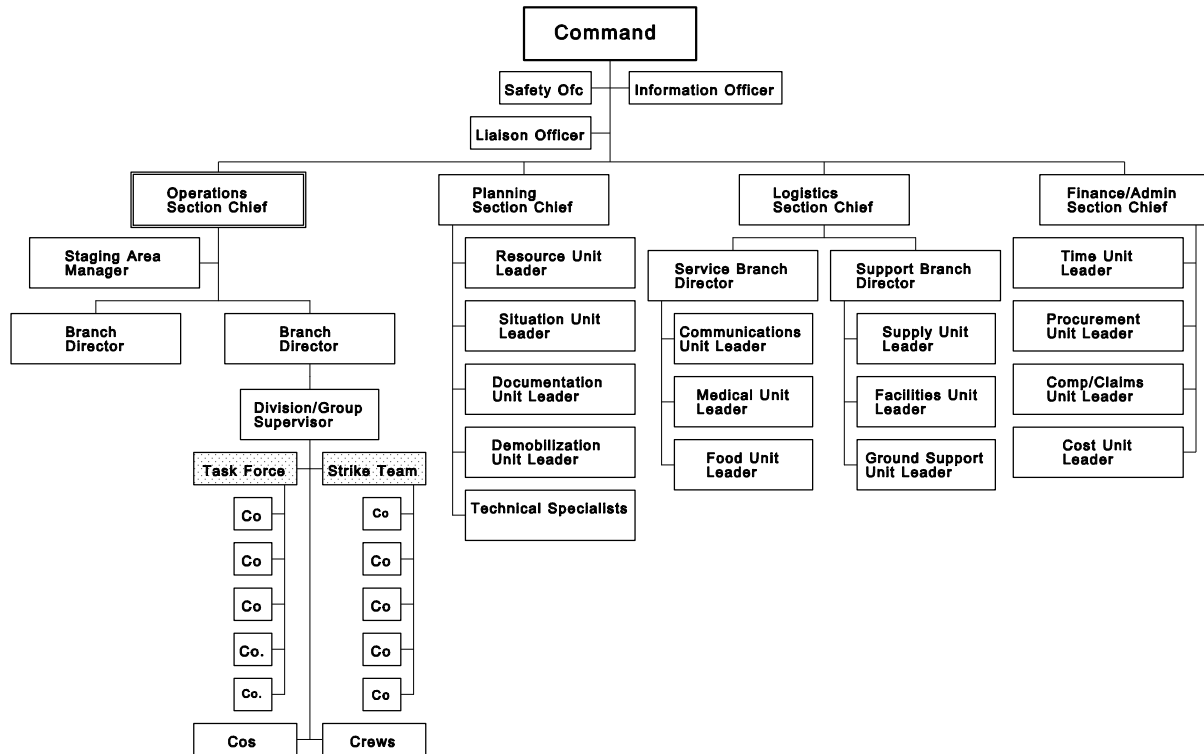 Command
Safety Ofc
Information Officer
Liaison Officer
Operations
Section Chief
Planning
Section Chief
Logistics
Section Chief
Finance/Admin
Section Chief
Staging Area
Manager
Branch
Director
Branch
Director
Division/Group
Supervisor
Task Force
Strike Team
Co
Co
Co
Co.
Co.
Co
Co
Co
Co
Co
Cos
Crews
Resource Unit
Leader
Situation Unit
Leader
Documentation
Unit Leader
Demobilization
Unit Leader
Technical Specialists
Service Branch
Director
Communications
Unit Leader
Medical Unit
Leader
Food Unit
Leader
Support Branch
Director
Supply Unit
Leader
Facilities Unit
Leader
Ground Support
Unit Leader
Time Unit
Leader
Procurement
Unit Leader
Comp/Claims
Unit Leader
Cost Unit
Leader